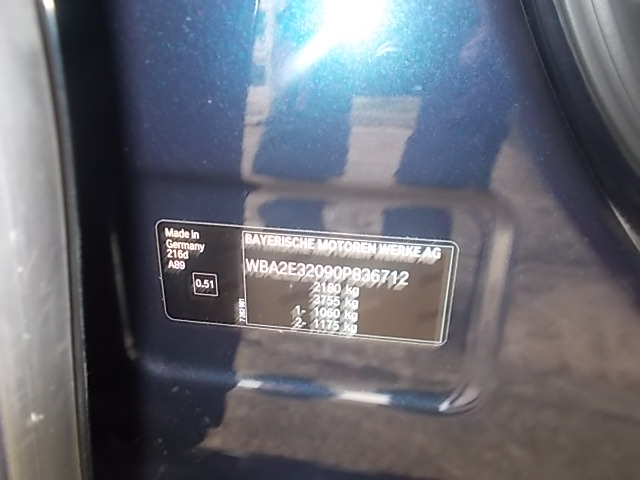 Made in
Germany
216d
A89
0.51
BAYERISCHE MOTOREN WERKE AG
WBA2E32090P836712
2180 kg
3755 kg
1- 1060 kg
2- 1175 kg